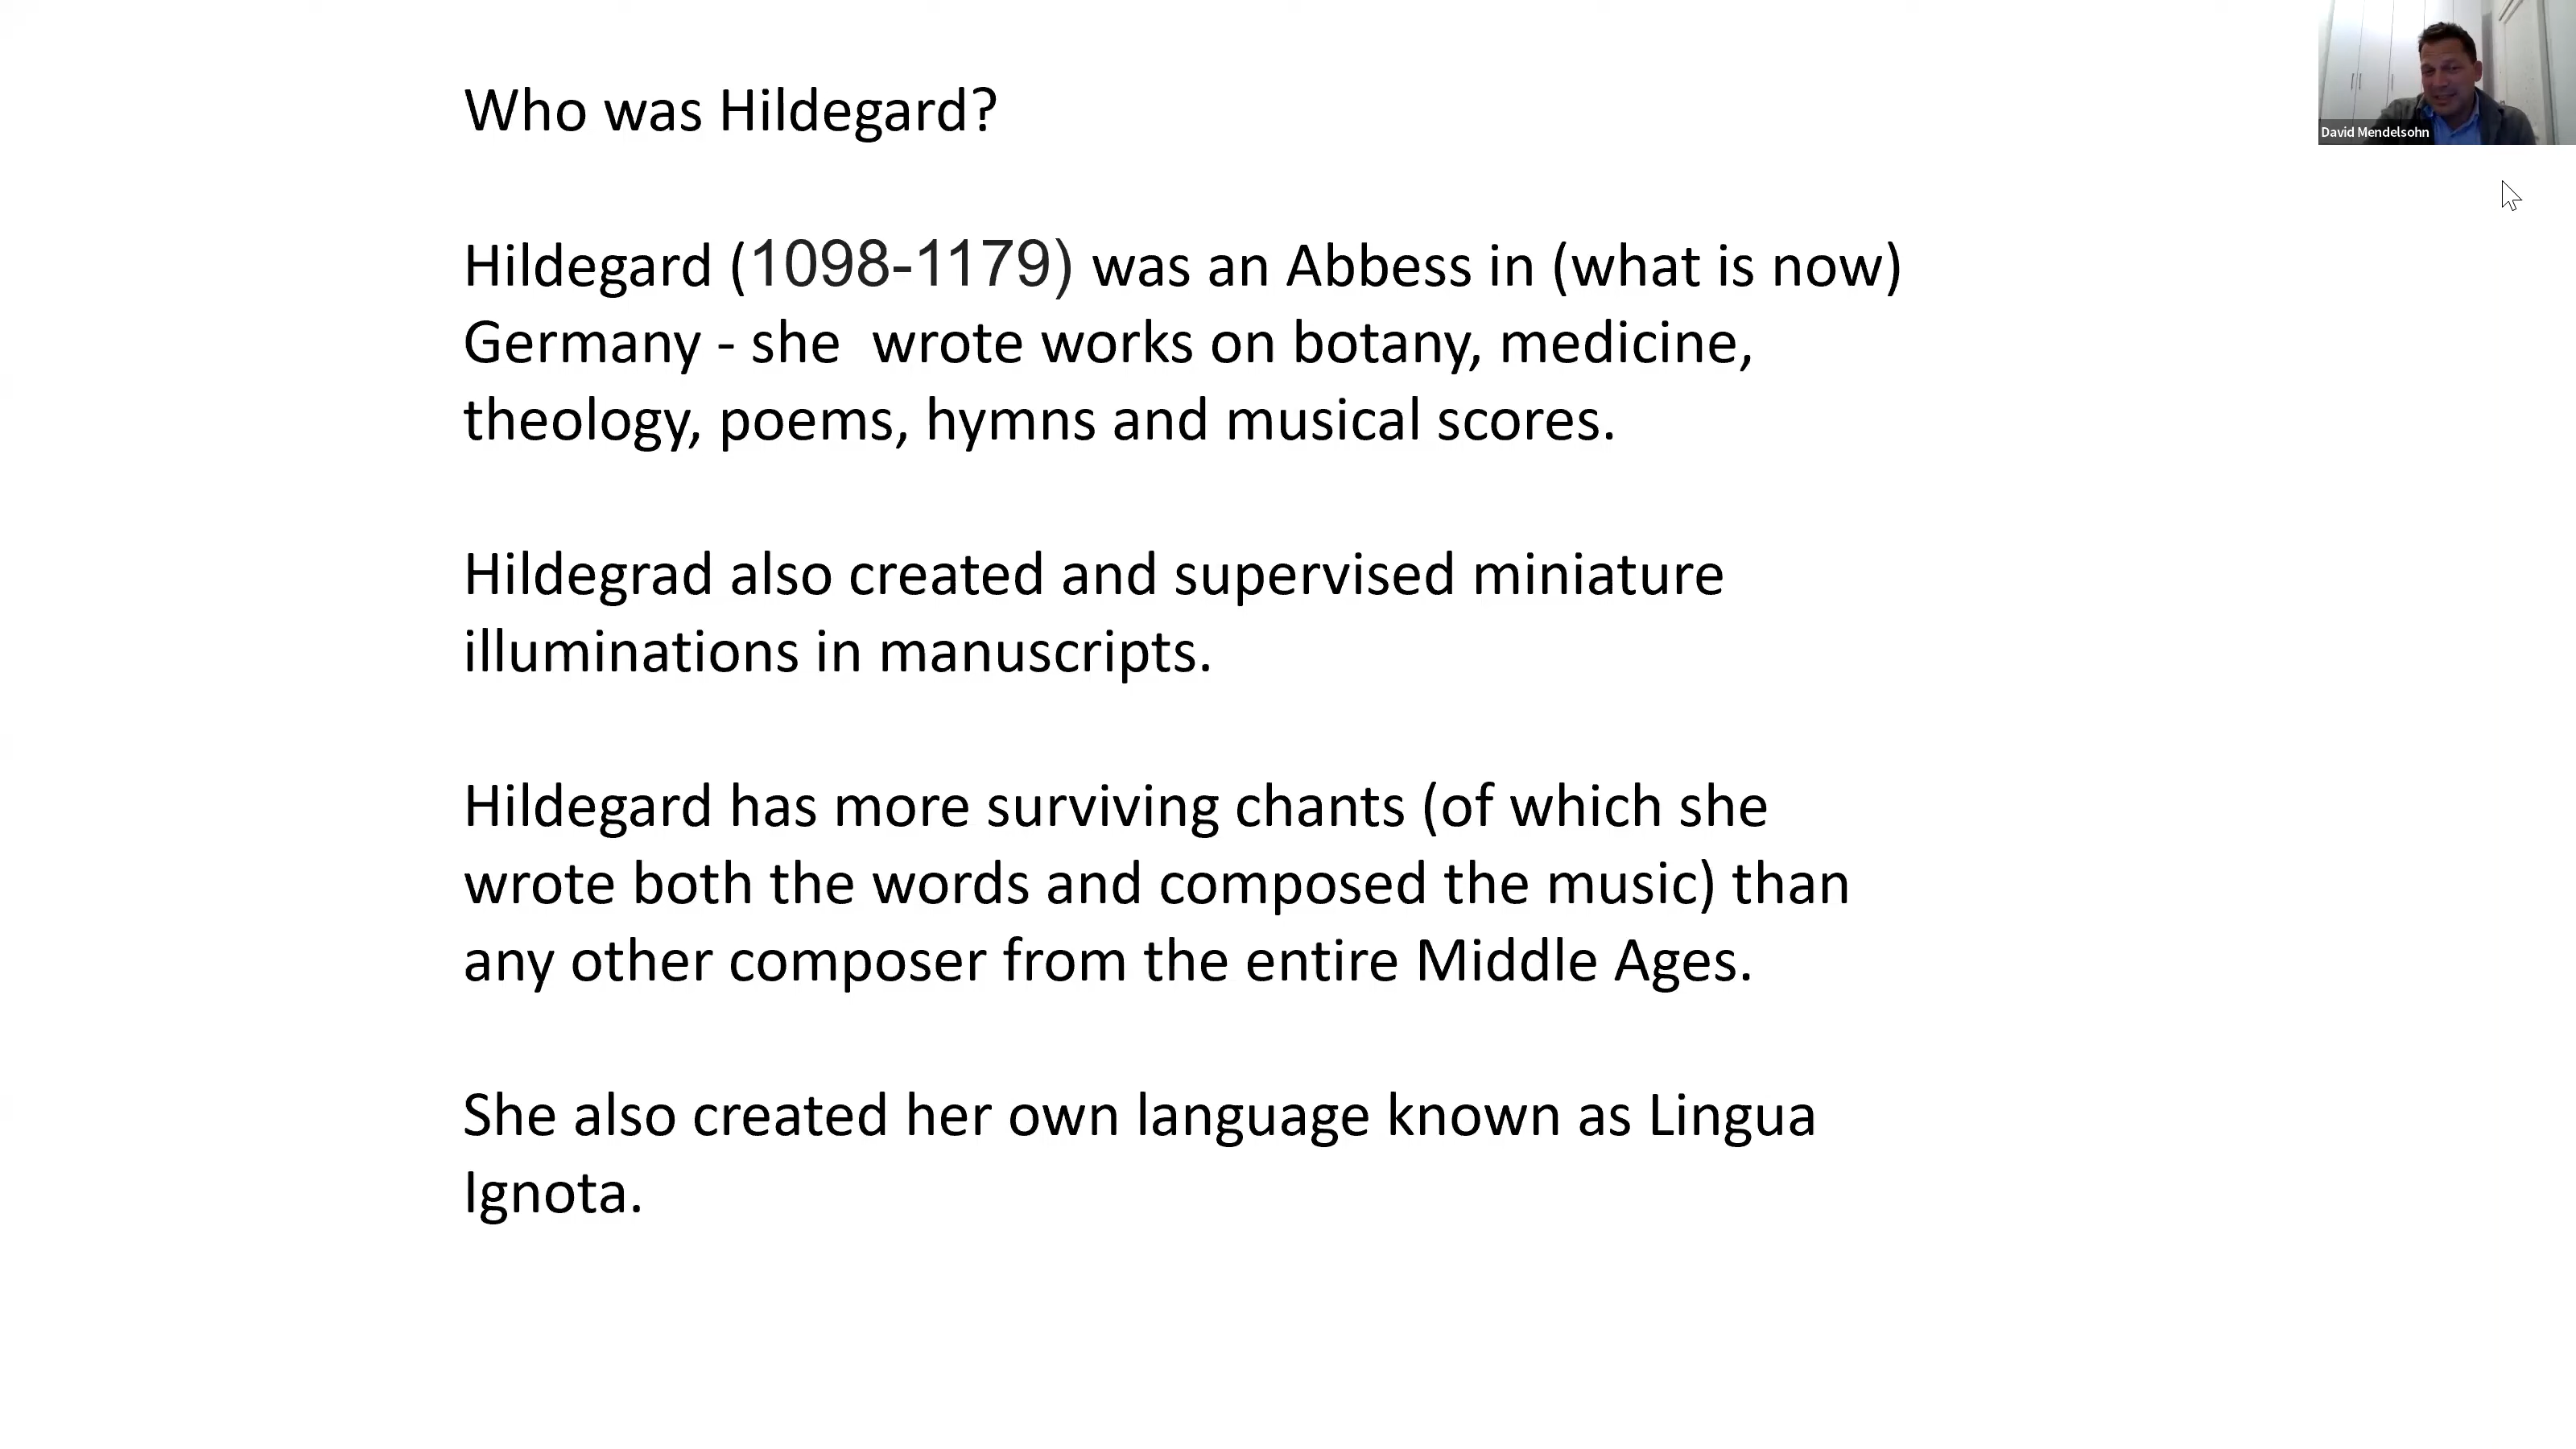 Who was Hildegard?
David Mendelsohn
Hildegard (1098-1179) was an Abbess in (what is now)
Germany - she  wrote works on botany, medicine,
theology, poems, hymns and musical scores.
Hildegrad also created and supervised miniature
illuminations in manuscripts.
Hildegard has more surviving chants (of which she
wrote both the words and composed the music) than
any other composer from the entire Middle Ages.
She also created her own language known as Lingua
Ignota.